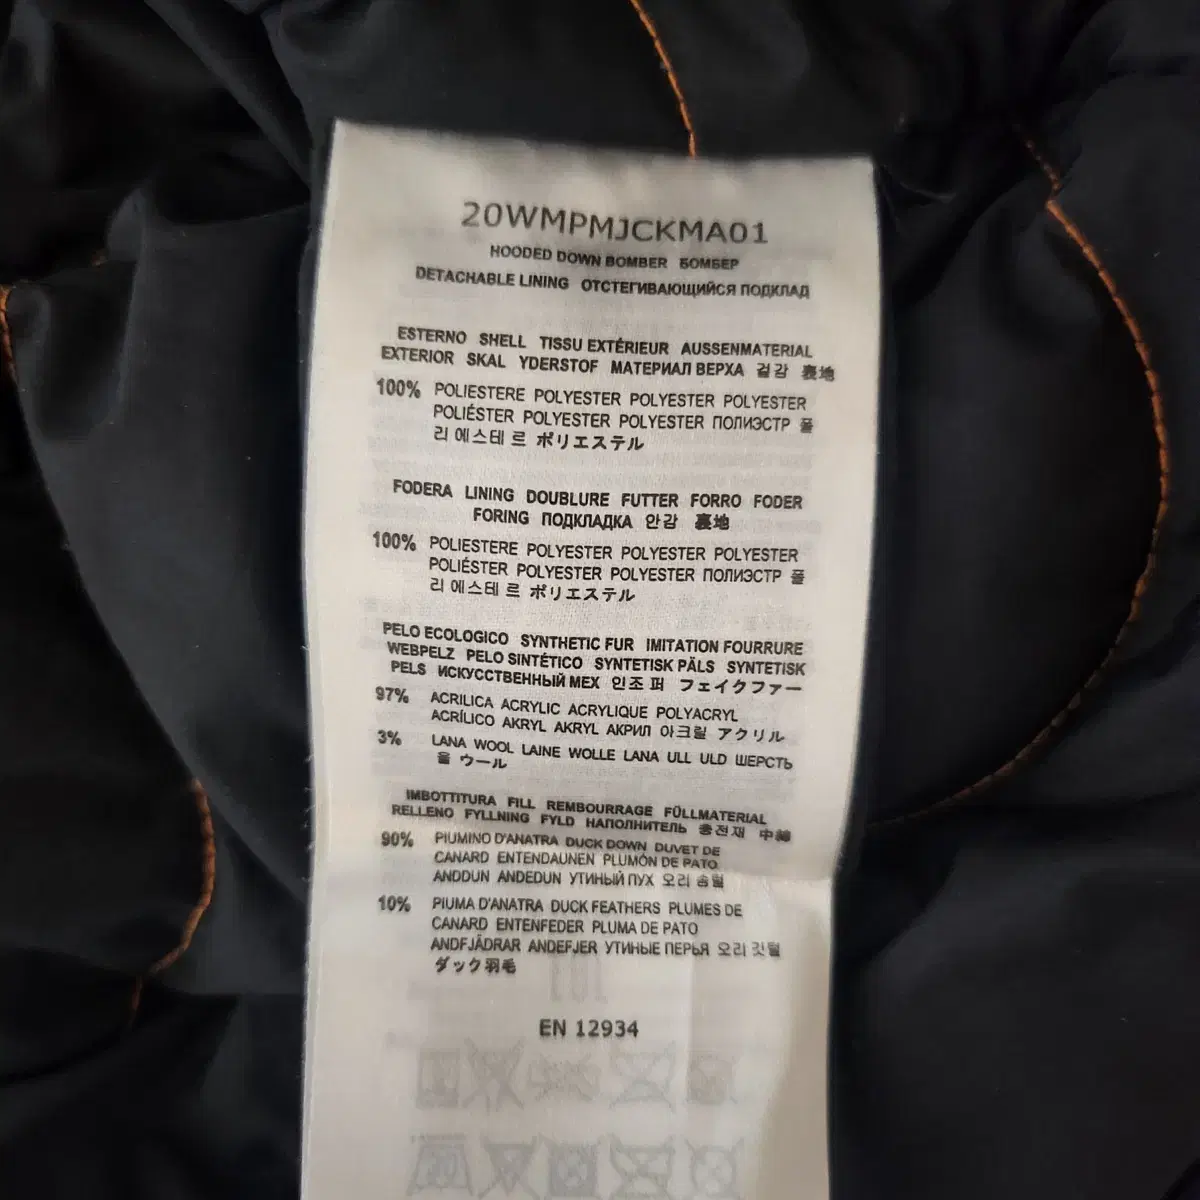 20WMPMJCKMA01
HOODED DOWN BOMBER БОМБЕР
DETACHABLE LINING ОТСТЕГИВАЮЩИЙСЯ ПОДКЛАД
ESTERNO SHELL TISSU EXTÉRIEUR AUSSENMATERIAL
EXTERIOR SKAL YDERSTOF МАТЕРИАЛ ВЕРХА 겉감 裏地
100% POLIESTERE POLYESTER POLYESTER POLYESTER
POLIÉSTER POLYESTER POLYESTER ПОЛИЭСТР 폴
리 에스테 르 ポリエステル
FODERA LINING DOUBLURE FUTTER FORRO FODER
FORING ПОДКЛАДКА 안감 裏地
100% POLIESTERE POLYESTER POLYESTER POLYESTER
POLIÉSTER POLYESTER POLYESTER ПОЛИЭСТР 폴
리 에스테 르 ポリエステル
PELO ECOLOGICO SYNTHETIC FUR IMITATION FOURRURE
WEBPELZ PELO SINTÉTICO SYNTETISK PÄLS SYNTETISK
PELS ИСКУССТВЕННЫЙ МЕХ 인조 퍼 フェイクファー
97% ACRILICA ACRYLIC ACRYLIQUE POLYACRYL
ACRÍLICO AKRYL AKRYL АКРИЛ 아크릴 アクリル
3% LANA WOOL LAINE WOLLE LANA ULL ULD ШЕРСТЬ
울 ウール
IMBOTTITURA FILL REMBOURRAGE FÜLLMATERIAL
RELLENO FYLLNING FYLD НАПОЛНИТЕЛЬ 충전재 中綿
90% PIUMINO D'ANATRA DUCK DOWN DUVET DE
CANARD ENTENDAUNEN PLUMÓN DE PATO
ANDDUN ANDEDUN УТИНЫЙ ПУХ 오리 솜털
10% PIUMA D'ANATRA DUCK FEATHERS PLUMES DE
CANARD ENTENFEDER PLUMA DE PATO
ANDFJÄDRAR ANDEFJER УТИНЫЕ ПЕРЬЯ 오리 깃털
ダック羽毛
EN 12934